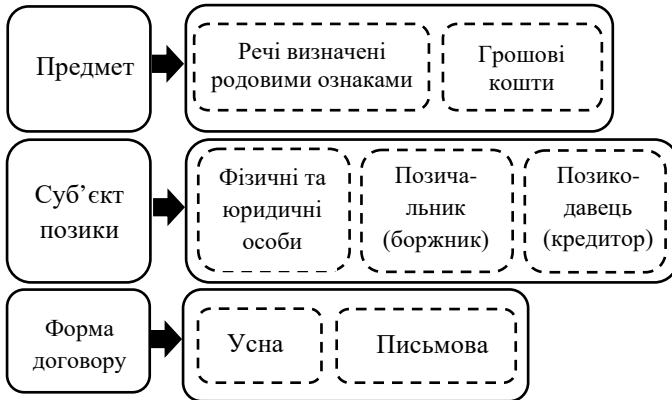 Предмет
Речі визначені
родовими ознаками
Грошові
кошти
Суб’єкт
позики
Фізичні та
юридичні
особи
Позича-
льник
(боржник)
Позико-
давець
(кредитор)
Форма
договору
Усна
Письмова